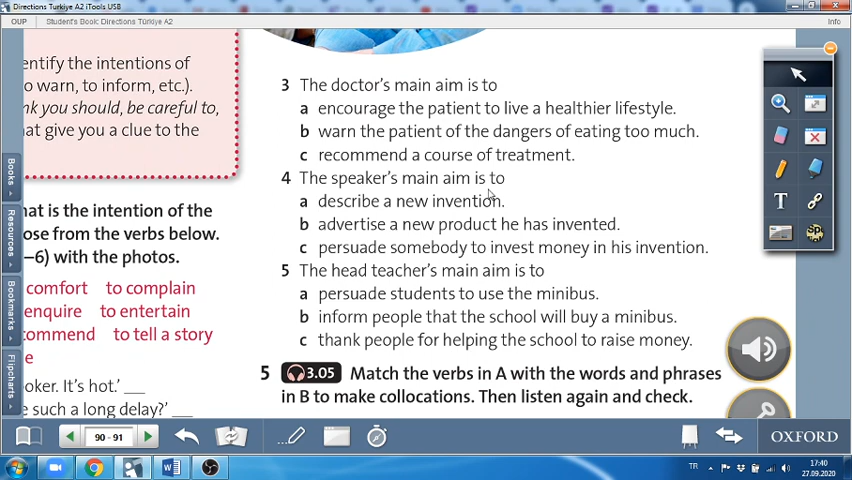 Directions Turkiye A2 iTools USB
OUP Student's Book: Directions Türkiye A2 Info
entify the intentions of
o warn, to inform, etc.).
nk you should, be careful to,
hat give you a clue to the
hat is the intention of the
ose from the verbs below.
–6) with the photos.
comfort to complain
enquire to entertain
commend to tell a story
e
oker. It's hot.' __
e such a long delay?' __
3 The doctor's main aim is to
a encourage the patient to live a healthier lifestyle.
b warn the patient of the dangers of eating too much.
c recommend a course of treatment.
4 The speaker's main aim is to
a describe a new invention.
b advertise a new product he has invented.
c persuade somebody to invest money in his invention.
5 The head teacher's main aim is to
a persuade students to use the minibus.
b inform people that the school will buy a minibus.
c thank people for helping the school to raise money.
5 3.05 Match the verbs in A with the words and phrases
in B to make collocations. Then listen again and check.
Books
Resources
Bookmarks
Flipcharts
T
Sp
90 - 91
OXFORD
TR
17:40
27.09.2020